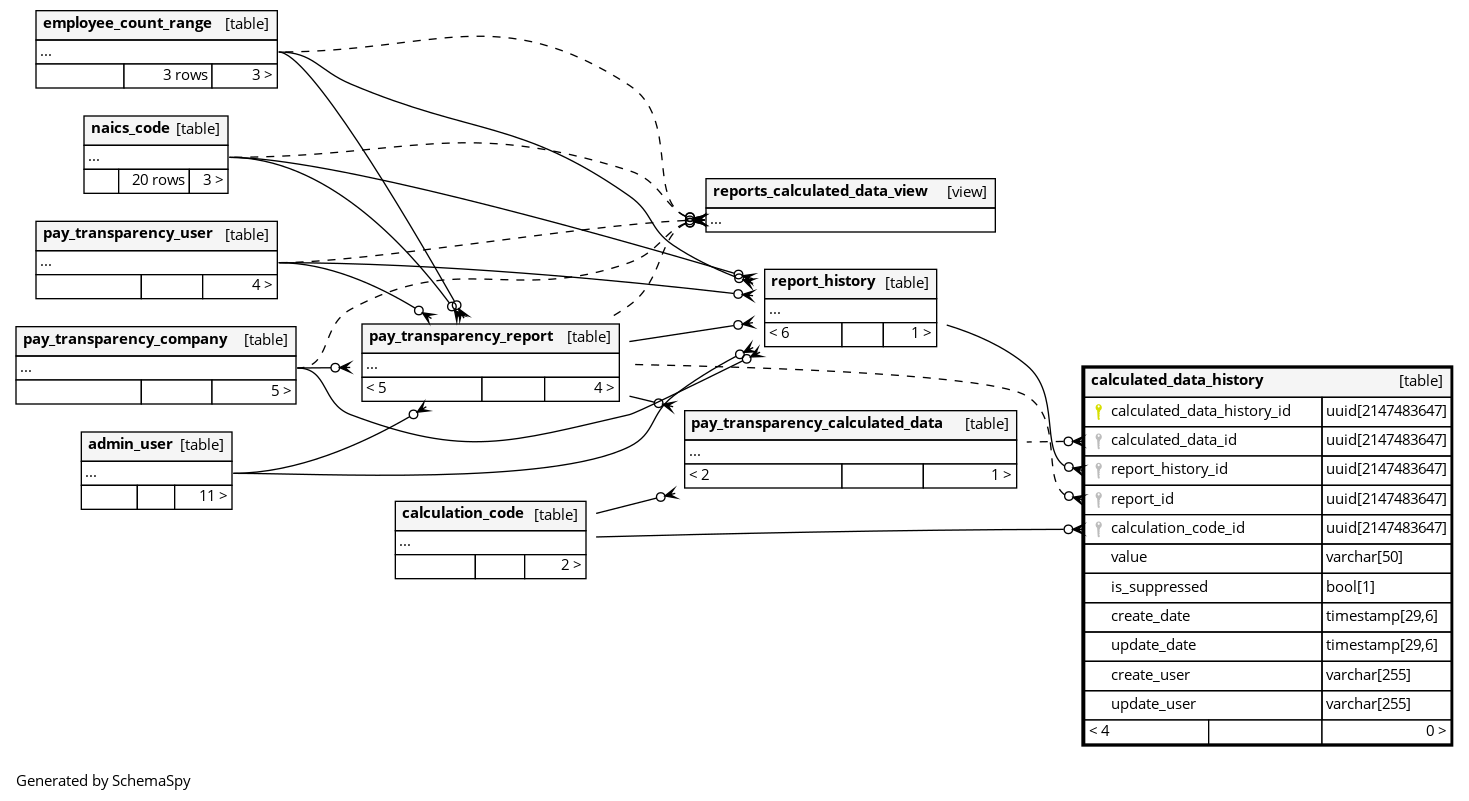 employee_count_range [table]
...
3 rows 3 >
naics_code [table]
...
20 rows 3 >
pay_transparency_user [table]
...
4 >
pay_transparency_company [table]
...
5 >
admin_user [table]
...
11 >
pay_transparency_report [table]
...
< 5 4 >
calculation_code [table]
...
2 >
reports_calculated_data_view [view]
...
report_history [table]
...
< 6 1 >
pay_transparency_calculated_data [table]
...
< 2 1 >
calculated_data_history [table]
calculated_data_history_id uuid[2147483647]
calculated_data_id uuid[2147483647]
report_history_id uuid[2147483647]
report_id uuid[2147483647]
calculation_code_id uuid[2147483647]
value varchar[50]
is_suppressed bool[1]
create_date timestamp[29,6]
update_date timestamp[29,6]
create_user varchar[255]
update_user varchar[255]
< 4 0 >
Generated by SchemaSpy